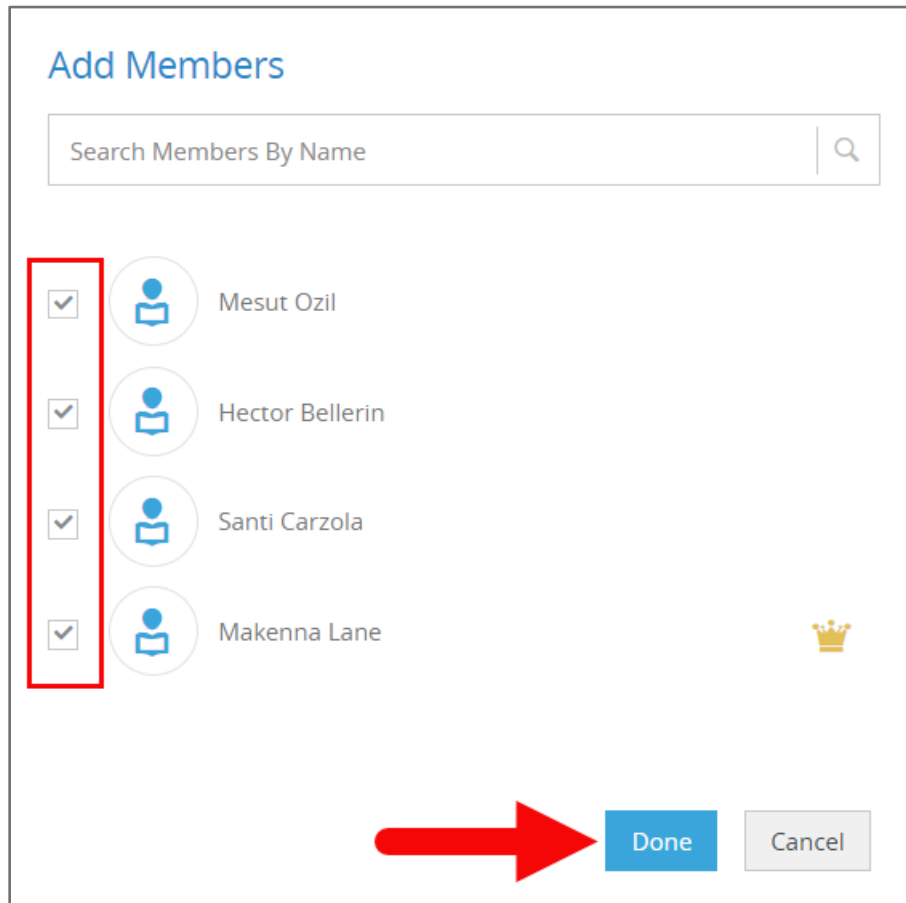 Add Members
Search Members By Name
Mesut Ozil
Hector Bellerin
Santi Carzola
Makenna Lane
Done
Cancel